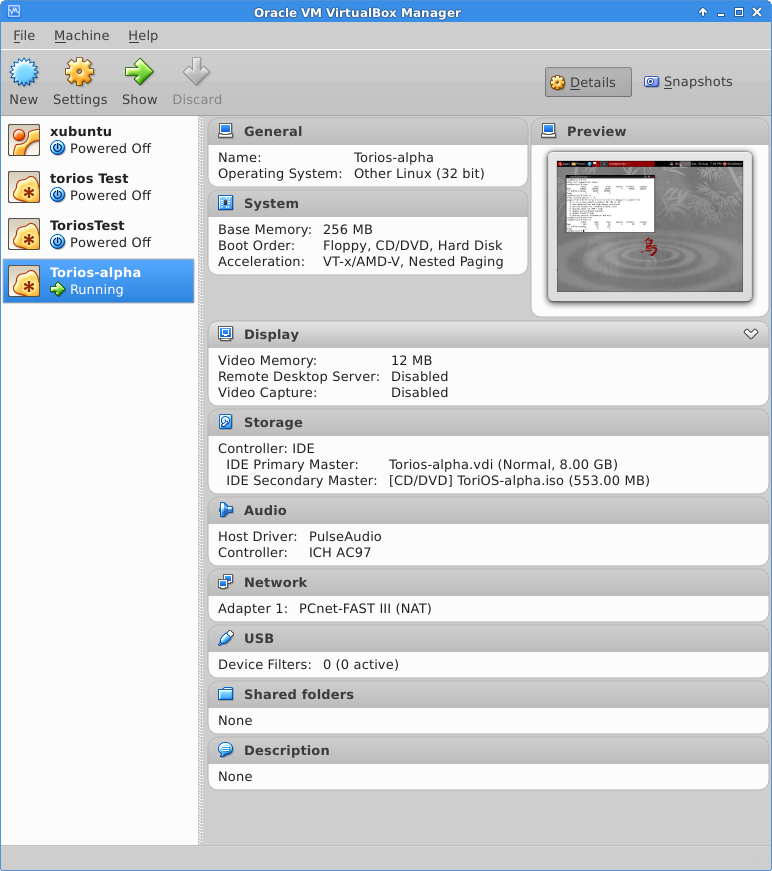 Oracle VM VirtualBox Manager
File Machine Help
New Settings Show Discard
Details Snapshots
xubuntu
Powered Off
torios Test
Powered Off
ToriosTest
Powered Off
Torios-alpha
Running
General
Name: Torios-alpha
Operating System: Other Linux (32 bit)
System
Base Memory: 256 MB
Boot Order: Floppy, CD/DVD, Hard Disk
Acceleration: VT-x/AMD-V, Nested Paging
Preview
鸟
Display
Video Memory: 12 MB
Remote Desktop Server: Disabled
Video Capture: Disabled
Storage
Controller: IDE
IDE Primary Master: Torios-alpha.vdi (Normal, 8.00 GB)
IDE Secondary Master: [CD/DVD] ToriOS-alpha.iso (553.00 MB)
Audio
Host Driver: PulseAudio
Controller: ICH AC97
Network
Adapter 1: PCnet-FAST III (NAT)
USB
Device Filters: 0 (0 active)
Shared folders
None
Description
None